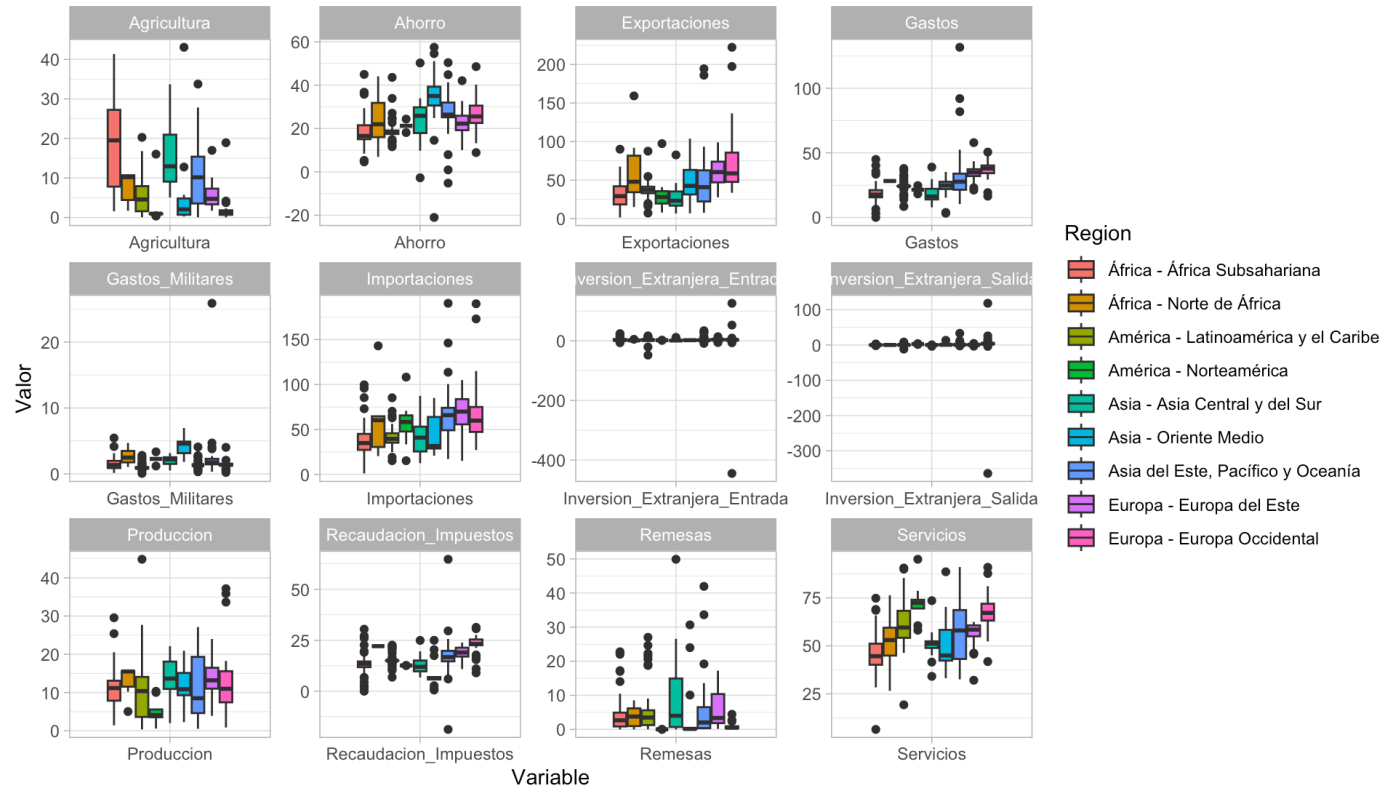 Agricultura Ahorro Exportaciones Gastos
40
30
20
10
0
60
40
20
0
-20
200
150
100
50
0
100
50
0
Agricultura Ahorro Exportaciones Gastos
Gastos_Militares Importaciones nversion_Extranjera_Entrad nversion_Extranjera_Salida
20
10
0
150
100
50
0
0
-200
-400
100
0
-100
-200
-300
Gastos_Militares Importaciones Inversion_Extranjera_Entrada Inversion_Extranjera_Salida
Produccion Recaudacion_Impuestos Remesas Servicios
40
30
20
10
0
50
25
0
50
40
30
20
10
0
75
50
25
Produccion Recaudacion_Impuestos Remesas Servicios
Variable
Valor
Region
África - África Subsahariana
África - Norte de África
América - Latinoamérica y el Caribe
América - Norteamérica
Asia - Asia Central y del Sur
Asia - Oriente Medio
Asia del Este, Pacífico y Oceanía
Europa - Europa del Este
Europa - Europa Occidental